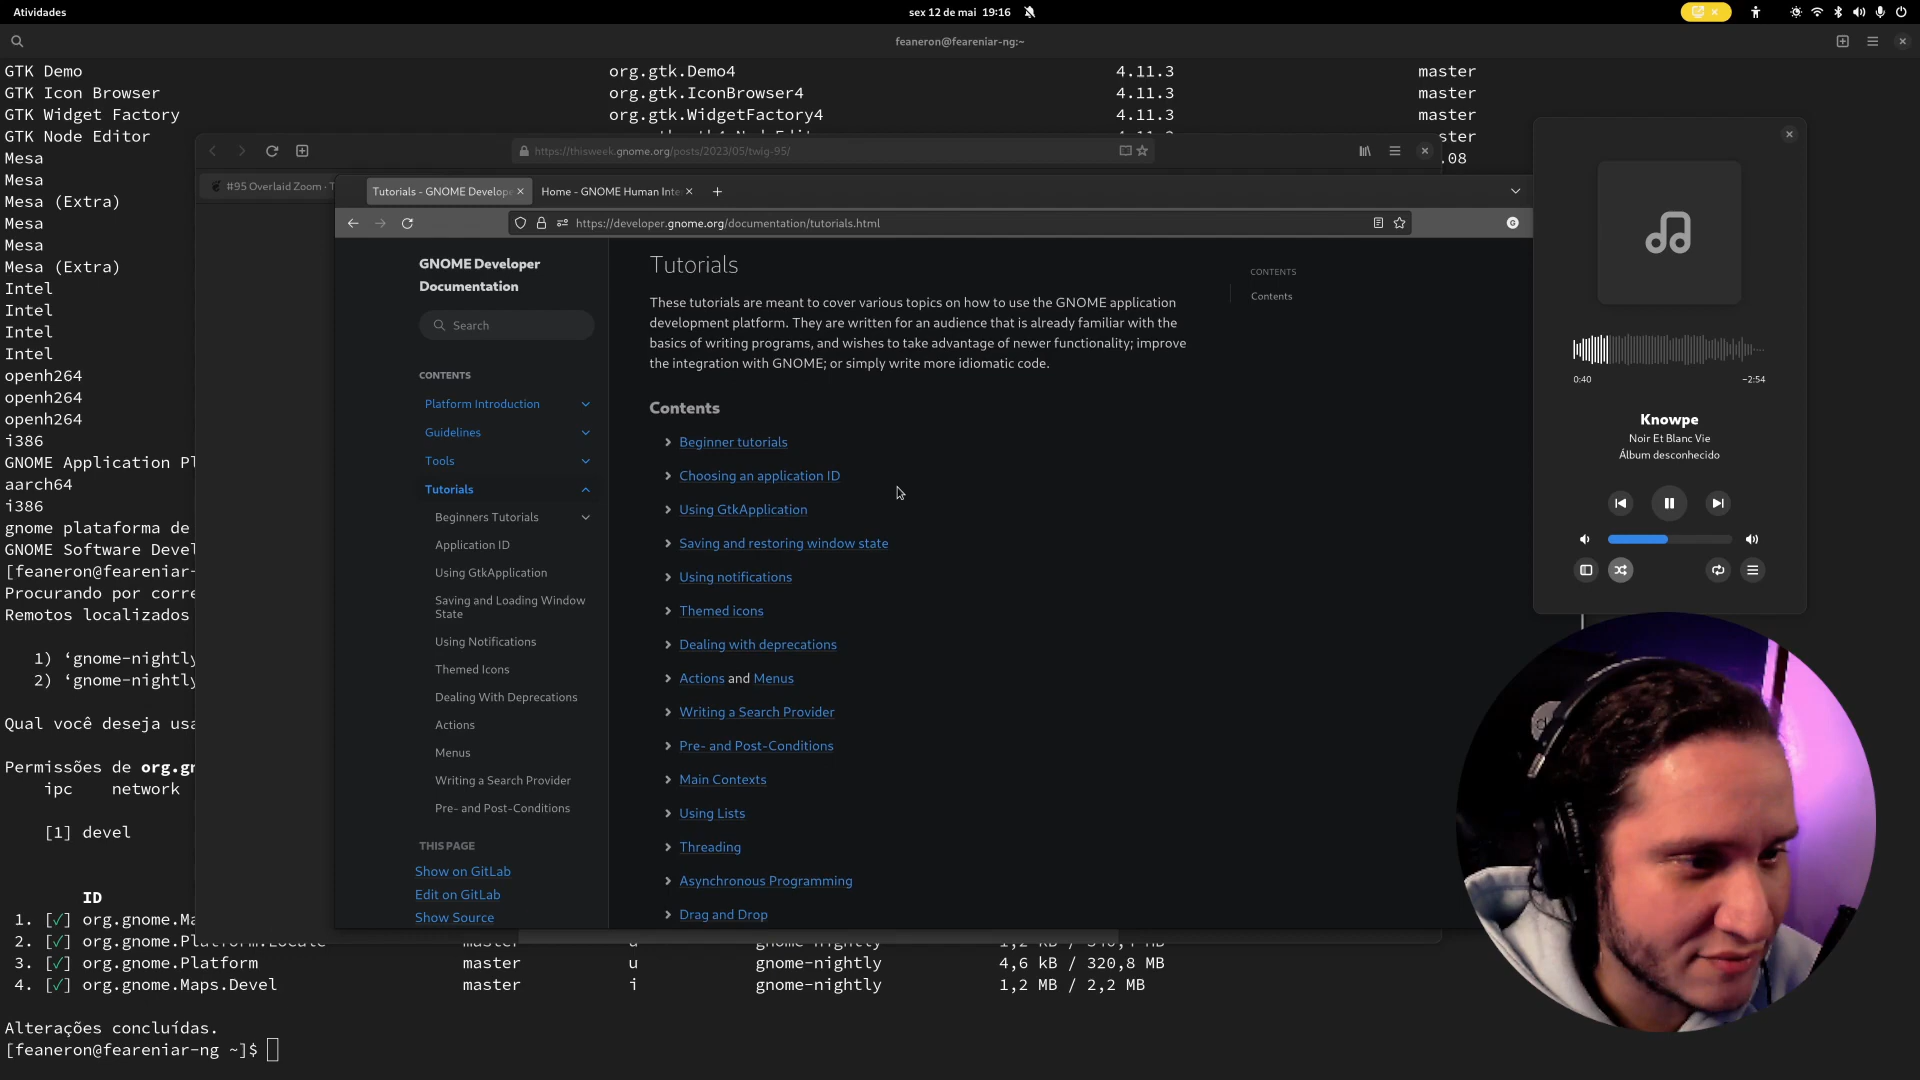 Atividades
sex 12 de mai 19:16
feaneron@feareniar-ng:~
GTK Demo org.gtk.Demo4 4.11.3 master
GTK Icon Browser org.gtk.IconBrowser4 4.11.3 master
GTK Widget Factory org.gtk.WidgetFactory4 4.11.3 master
GTK Node Editor
Mesa .08
Mesa
Mesa (Extra)
Mesa
Mesa
Mesa (Extra)
Intel
Intel
Intel
Intel
openh264
openh264
openh264
i386
GNOME Application Pl
aarch64
i386
gnome plataforma de
GNOME Software Devel
[feaneron@feareniar-
Procurando por corre
Remotos localizados
1) ‘gnome-nightly
2) ‘gnome-nightly
Qual você deseja usa
Permissões de org.gn
ipc network
[1] devel
ID
1. [✓] org.gnome.Ma
2. [✓] org.gnome.Platform.Locale master u gnome-nightly
3. [✓] org.gnome.Platform master u gnome-nightly 4,6 kB / 320,8 MB
4. [✓] org.gnome.Maps.Devel master i gnome-nightly 1,2 MB / 2,2 MB
Alterações concluídas.
[feaneron@feareniar-ng ~]$
https://thisweek.gnome.org/posts/2023/05/twig-95/
#95 Overlaid Zoom - T
Tutorials - GNOME Develope
Home - GNOME Human Inte
https://developer.gnome.org/documentation/tutorials.html
GNOME Developer
Documentation
Search
CONTENTS
Platform Introduction
Guidelines
Tools
Tutorials
Beginners Tutorials
Application ID
Using GtkApplication
Saving and Loading Window
State
Using Notifications
Themed Icons
Dealing With Deprecations
Actions
Menus
Writing a Search Provider
Pre- and Post-Conditions
THIS PAGE
Show on GitLab
Edit on GitLab
Show Source
Tutorials
These tutorials are meant to cover various topics on how to use the GNOME application
development platform. They are written for an audience that is already familiar with the
basics of writing programs, and wishes to take advantage of newer functionality; improve
the integration with GNOME; or simply write more idiomatic code.
Contents
Beginner tutorials
Choosing an application ID
Using GtkApplication
Saving and restoring window state
Using notifications
Themed icons
Dealing with deprecations
Actions and Menus
Writing a Search Provider
Pre- and Post-Conditions
Main Contexts
Using Lists
Threading
Asynchronous Programming
Drag and Drop
CONTENTS
Contents
0:40 −2:54
Knowpe
Noir Et Blanc Vie
Álbum desconhecido